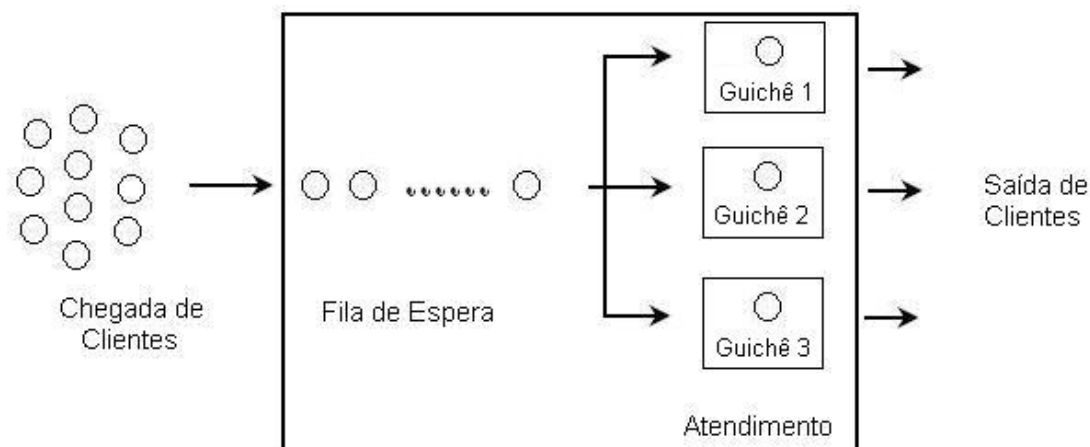 Guichê 1
Guichê 2
Guichê 3
Chegada de
Clientes
Fila de Espera
Atendimento
Saída de
Clientes